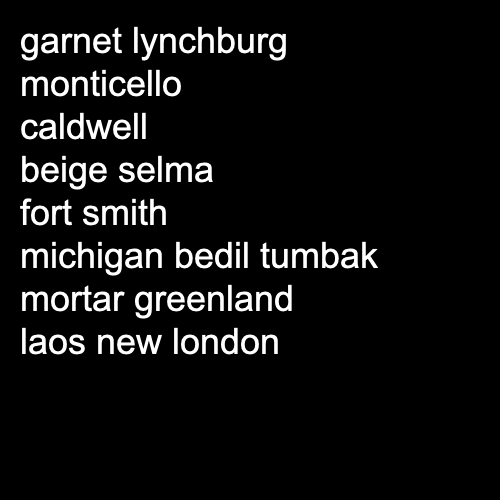 garnet lynchburg
monticello
caldwell
beige selma
fort smith
michigan bedil tumbak
mortar greenland
laos new london